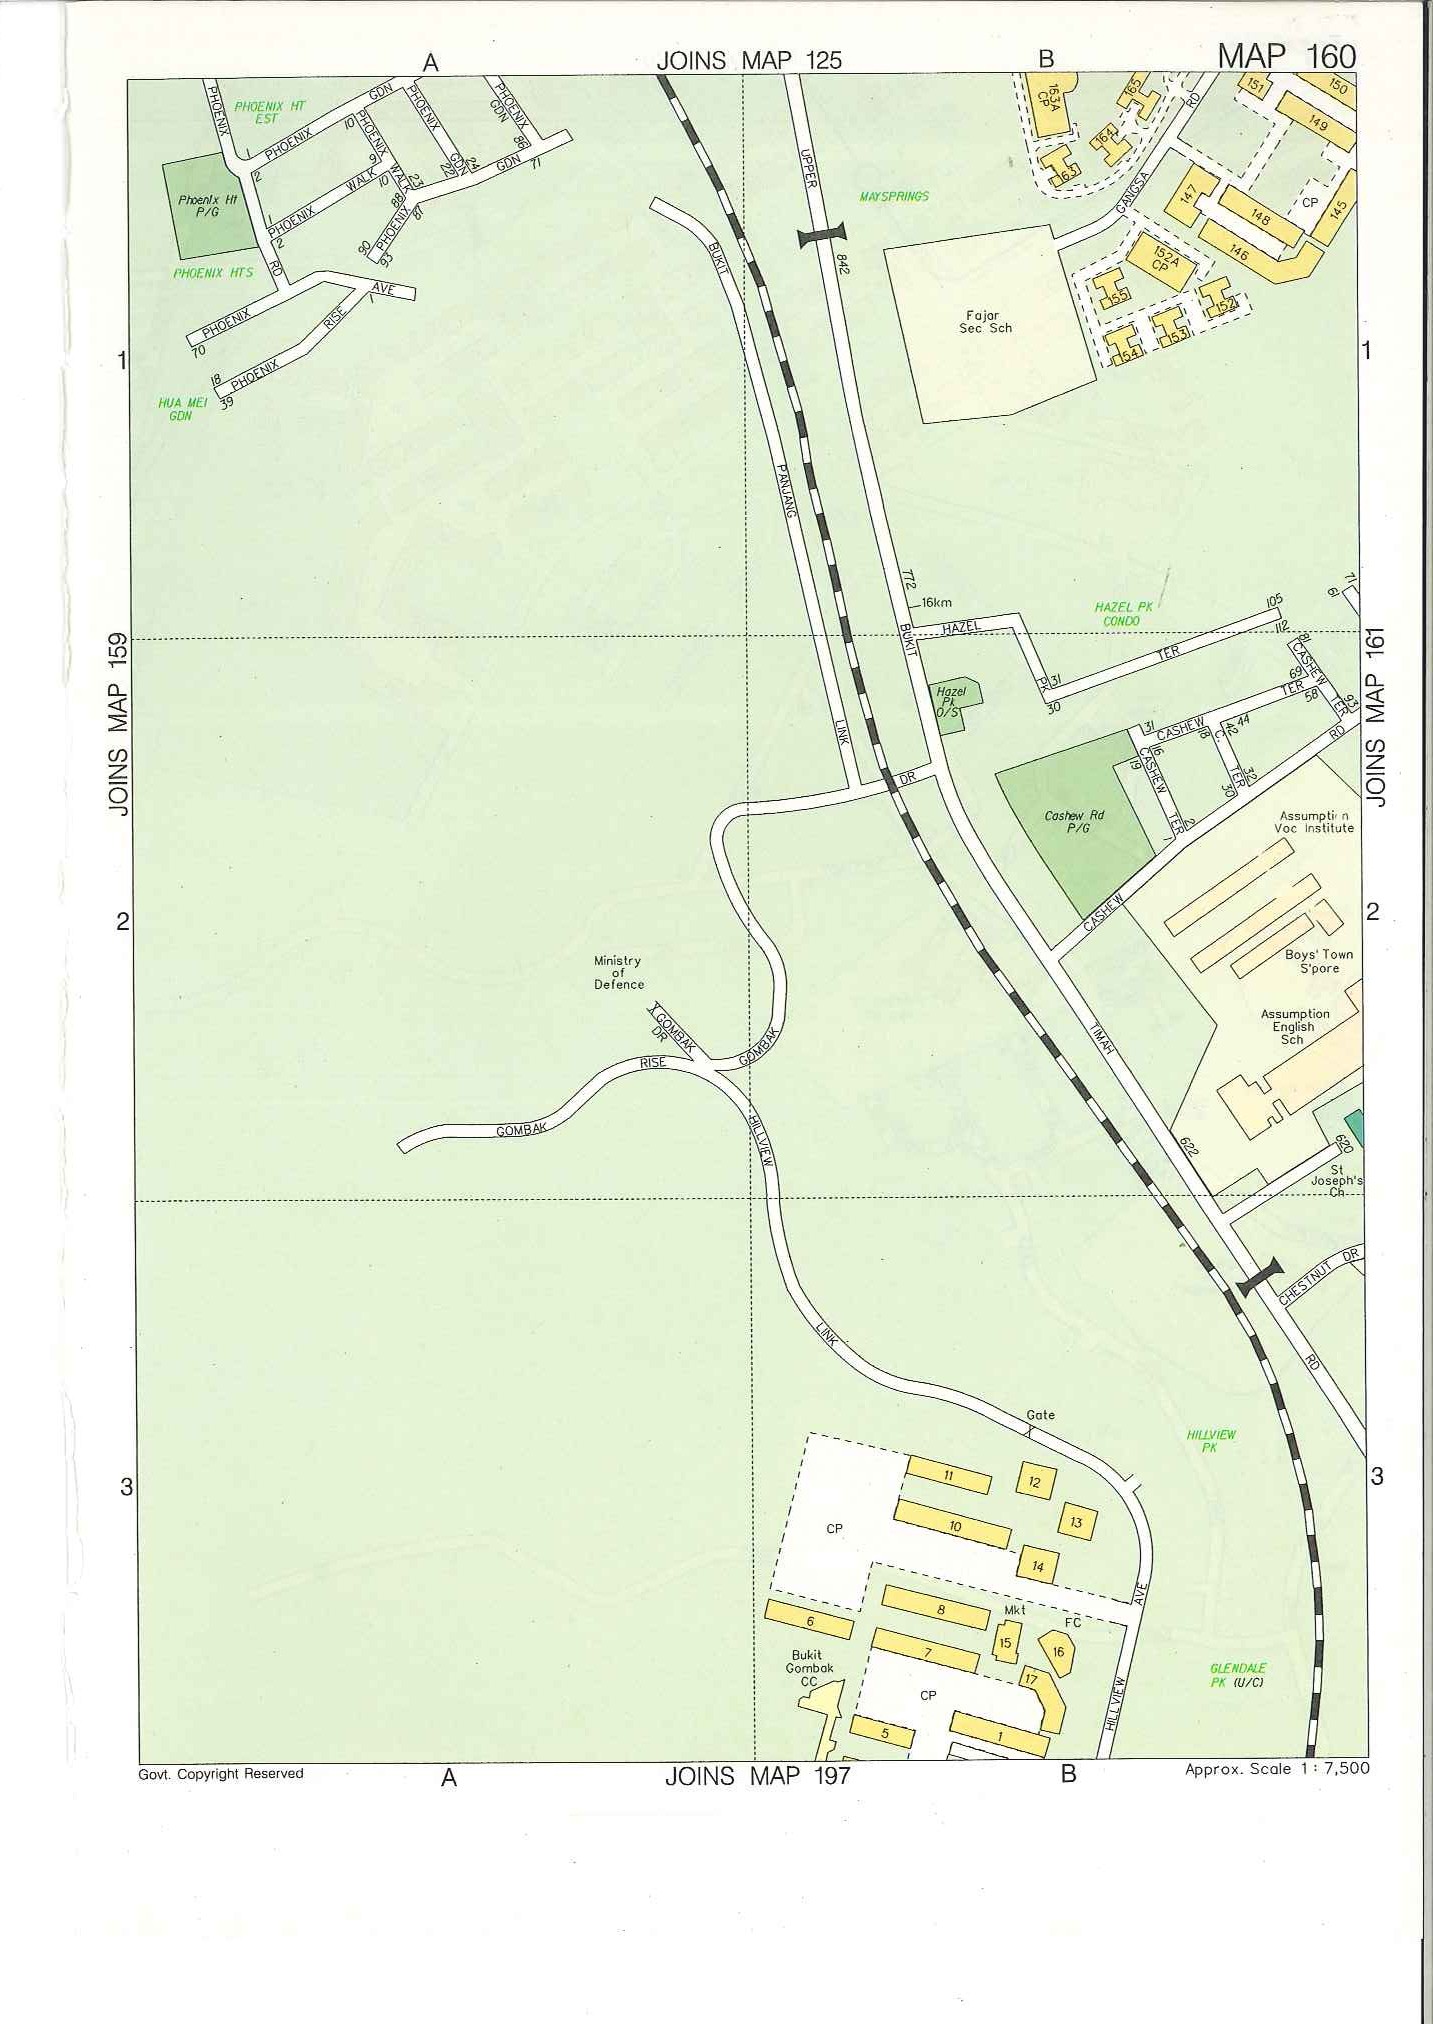 A
JOINS MAP 125
B
MAP 160
PHOENIX HT
EST
PHOENIX
PHOENIX
GDN
PHOENIX
GDN
PHOENIX
GDN
GDN
PHOENIX
WALK
PHOENIX
WALK
PHOENIX
RD
Phoenix Ht
P/G
PHOENIX HTS
PHOENIX
AVE
PHOENIX
RISE
HUA MEI
GDN
1
2
10
9
1
2
10
22
24
23
88
87
90
93
86
71
70
1
18
39
UPPER
842
BUKIT
PANJANG
LINK
MAYSPRINGS
163A
CP
165
164
163
GANGSA
RD
151
150
149
147
148
146
145
CP
152A
CP
155
154
153
152
Fajar
Sec Sch
1
1
772
16km
BUKIT
HAZEL
PK
TER
31
30
105
112
HAZEL PK
CONDO
71
61
JOINS MAP 159
JOINS MAP 161
Hazel
Pk
O/S
DR
CASHEW
TER
CASHEW
TER
CASHEW
TER
C.
TER
31
16
19
18
42
44
32
30
2
1
69
58
81
93
RD
CASHEW
Cashew Rd
P/G
Assumption
Voc Institute
Boys' Town
S'pore
Assumption
English
Sch
2
2
Ministry
of
Defence
GOMBAK
DR
GOMBAK
RISE
GOMBAK
HILLVIEW
LINK
TIMAH
622
620
St
Joseph's
Ch
CHESTNUT DR
RD
Gate
HILLVIEW
PK
3
3
11
12
10
13
14
CP
8
Mkt
FC
6
7
15
16
17
AVE
HILLVIEW
Bukit
Gombak
CC
CP
5
1
GLENDALE
PK (U/C)
Govt. Copyright Reserved
A
JOINS MAP 197
B
Approx. Scale 1 : 7,500